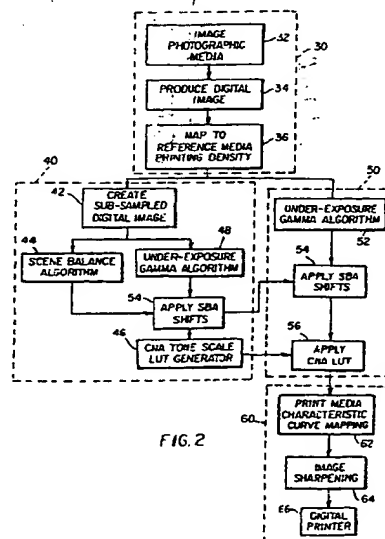 IMAGE
PHOTOGRAPHIC
MEDIA
32
30
PRODUCE DIGITAL
IMAGE
34
MAP TO
REFERENCE MEDIA
PRINTING DENSITY
36
40
42
CREATE
SUB-SAMPLED
DIGITAL IMAGE
44
SCENE BALANCE
ALGORITHM
48
UNDER-EXPOSURE
GAMMA ALGORITHM
54
APPLY SBA
SHIFTS
46
CNA TONE SCALE
LUT GENERATOR
50
UNDER-EXPOSURE
GAMMA ALGORITHM
52
54
APPLY SBA
SHIFTS
56
APPLY
CNA LUT
60
PRINT MEDIA
CHARACTERISTIC
CURVE MAPPING
62
IMAGE
SHARPENING
64
66
DIGITAL
PRINTER
FIG. 2